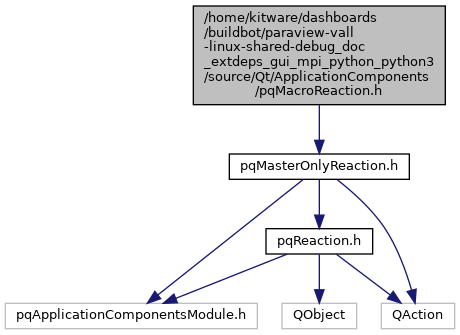 /home/kitware/dashboards
/buildbot/paraview-vall
-linux-shared-debug_doc
_extdeps_gui_mpi_python_python3
/source/Qt/ApplicationComponents
/pqMacroReaction.h
pqMasterOnlyReaction.h
pqReaction.h
pqApplicationComponentsModule.h
QObject
QAction